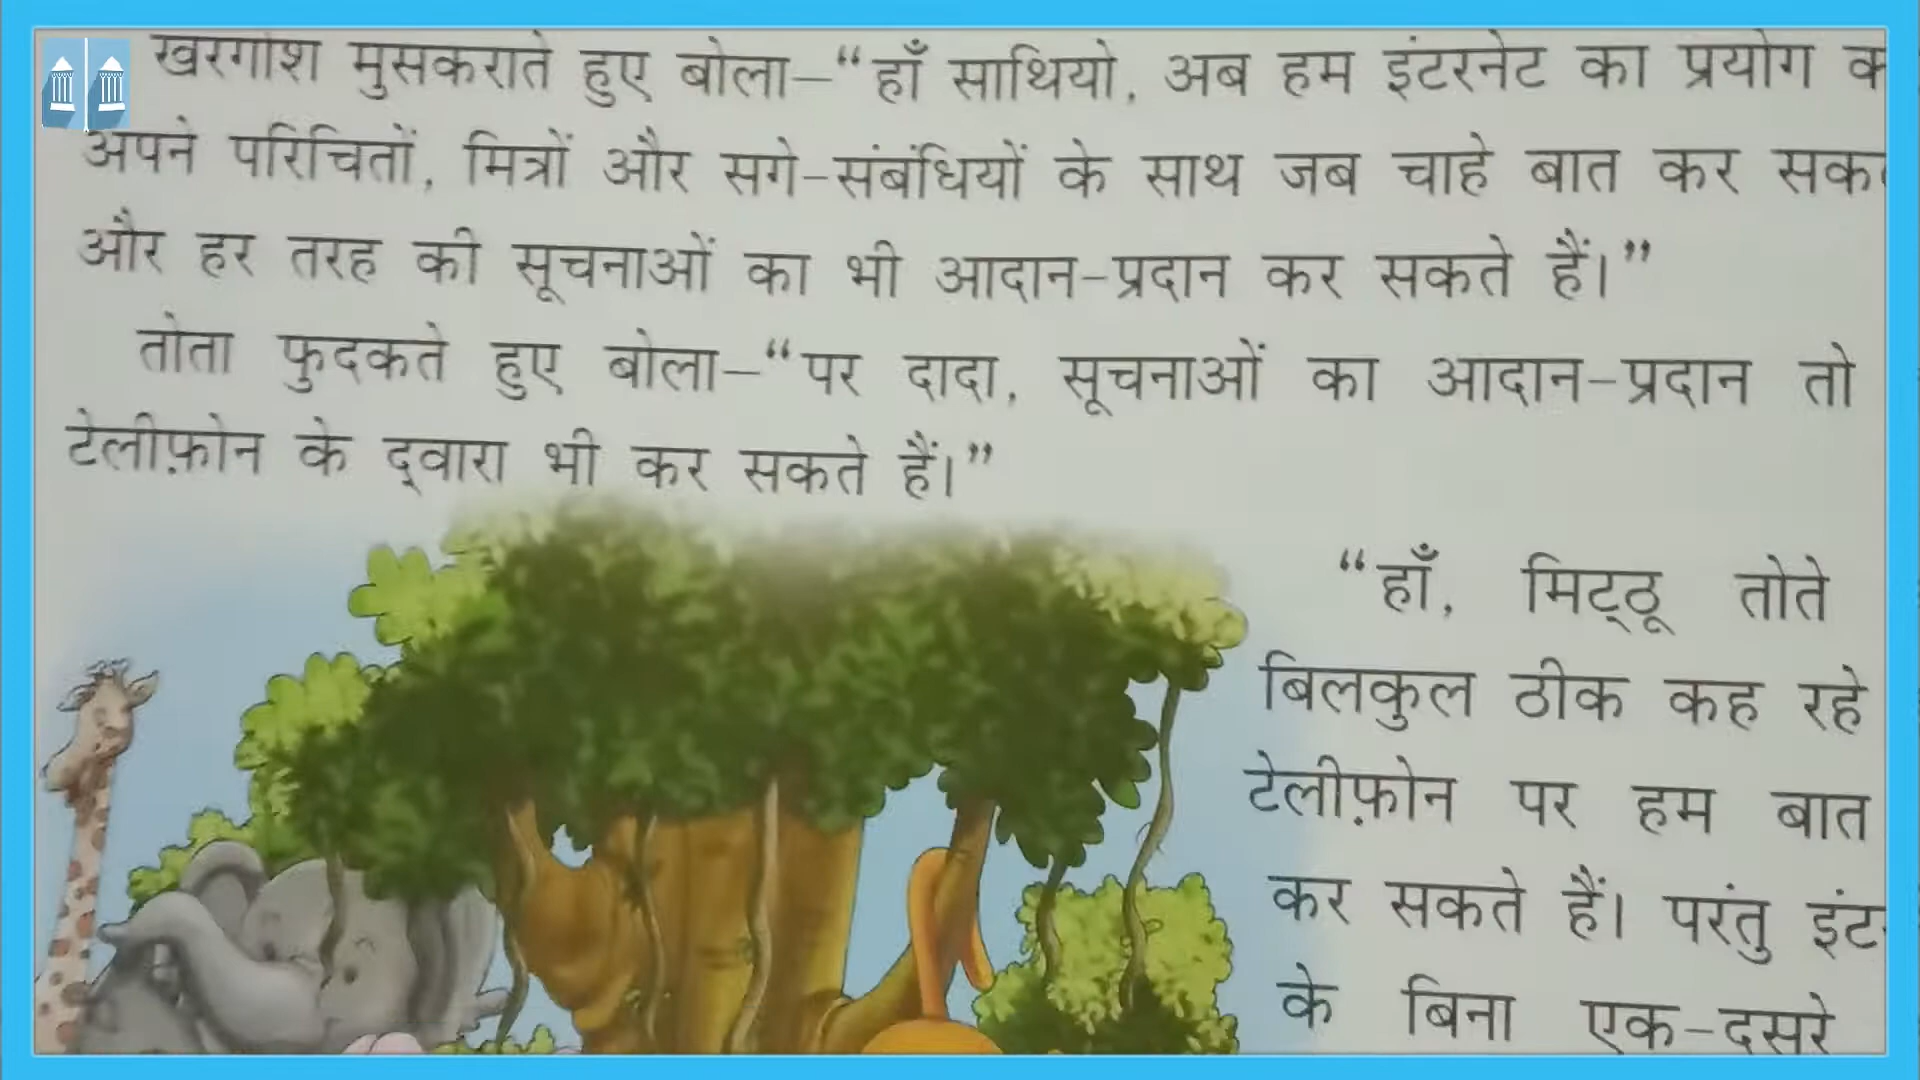 खरगोश मुसकराते हुए बोला–“हाँ साथियो, अब हम इंटरनेट का प्रयोग
अपने परिचितों, मित्रों और सगे-संबंधियों के साथ जब चाहे बात कर
और हर तरह की सूचनाओं का भी आदान-प्रदान कर सकते हैं।”
तोता फुदकते हुए बोला–“पर दादा, सूचनाओं का आदान-प्रदान तो
टेलीफ़ोन के द्वारा भी कर सकते हैं।”
“हाँ, मिट्ठू तोते
बिलकुल ठीक कह रहे
टेलीफ़ोन पर हम बात
कर सकते हैं। परंतु
के बिना एक-दूसरे